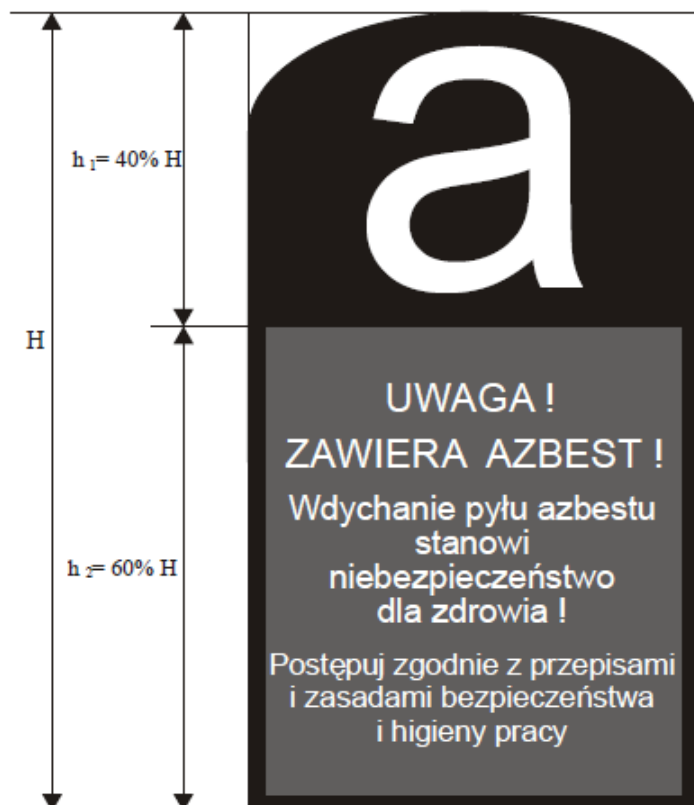 a
h 1= 40% H
H
UWAGA !
ZAWIERA AZBEST !
Wdychanie pyłu azbestu
stanowi
niebezpieczeństwo
dla zdrowia !
h 2= 60% H
Postępuj zgodnie z przepisami
i zasadami bezpieczeństwa
i higieny pracy